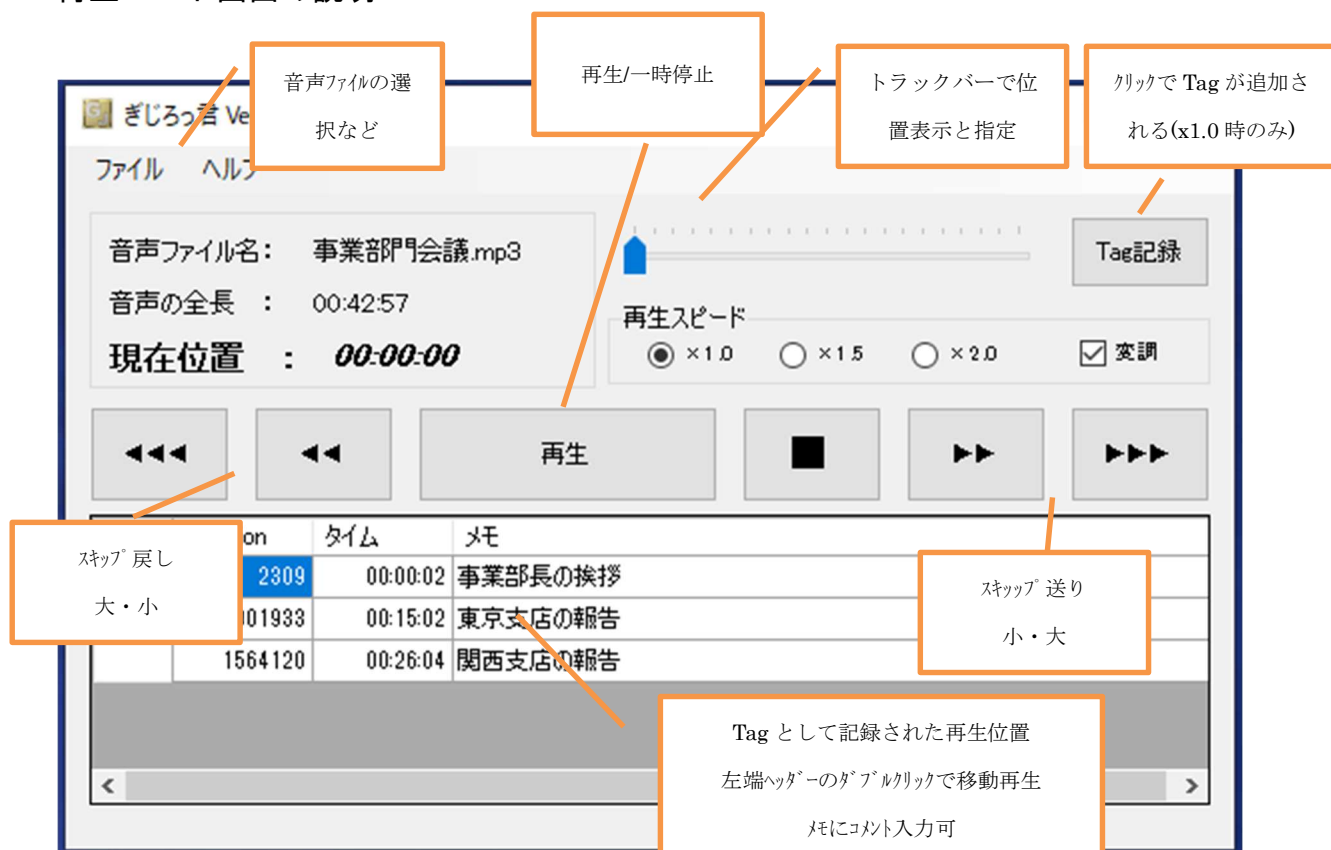 音声ﾌｧｲﾙの選
択など
再生/一時停止
トラックバーで位
置表示と指定
ｸﾘｯｸで Tag が追加さ
れる(x1.0 時のみ)
ぎじろっ君 Ve
ファイル ヘルプ
音声ファイル名： 事業部門会議.mp3
音声の全長 ： 00:42:57
現在位置 ： 00:00:00
Tag記録
再生スピード
×1.0 ×1.5 ×2.0 変調
◀◀◀ ◀◀ 再生 ■ ▶▶ ▶▶▶
on タイム メモ
2309 00:00:02 事業部長の挨拶
01933 00:15:02 東京支店の報告
1564120 00:26:04 関西支店の報告
ｽｷｯﾌﾟ戻し
大・小
ｽｷｯｯﾌﾟ送り
小・大
Tag として記録された再生位置
左端ﾍｯﾀﾞｰのﾀﾞﾌﾞﾙｸﾘｯｸで移動再生
ﾒﾓにｺﾒﾝﾄ入力可